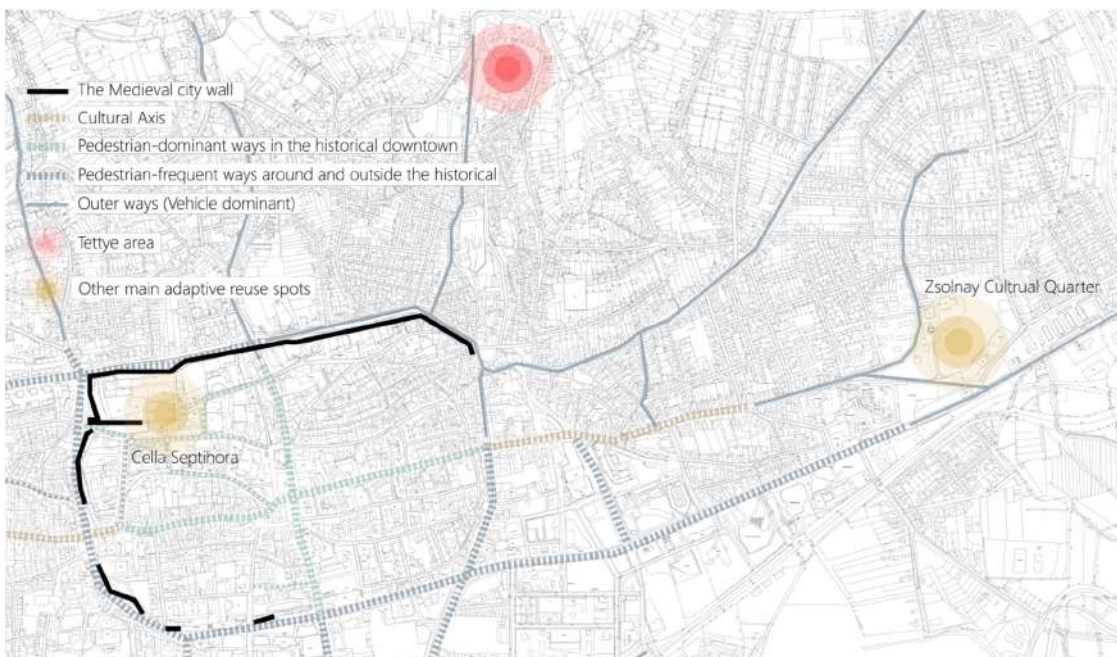 The Medieval city wall
Cultural Axis
Pedestrian-dominant ways in the historical downtown
Pedestrian-frequent ways around and outside the historical
Outer ways (Vehicle dominant)
Tettye area
Other main adaptive reuse spots
Zsolnay Cultrual Quarter
Cella Septihora